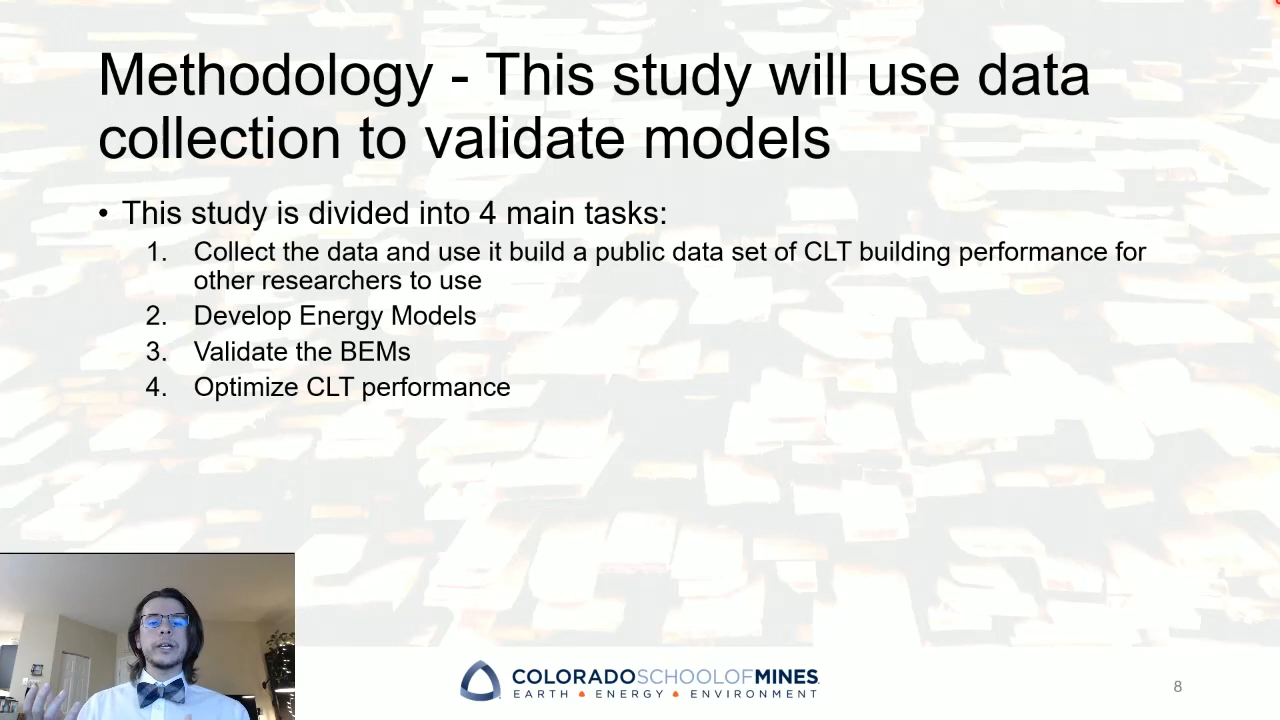 Methodology - This study will use data
collection to validate models
• This study is divided into 4 main tasks:
1. Collect the data and use it build a public data set of CLT building performance for
other researchers to use
2. Develop Energy Models
3. Validate the BEMs
4. Optimize CLT performance
COLORADOSCHOOLOFMINES
EARTH • ENERGY • ENVIRONMENT
8